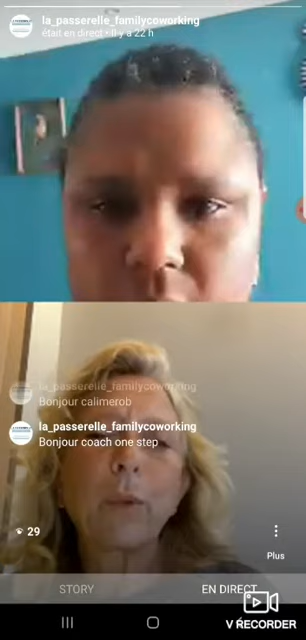 la_passerelle_familycoworking
était en direct • Il y a 22 h
la_passerelle_familycoworking
Bonjour calimerob
la_passerelle_familycoworking
Bonjour coach one step
29
Plus
STORY
EN DIRECT
V RECORDER